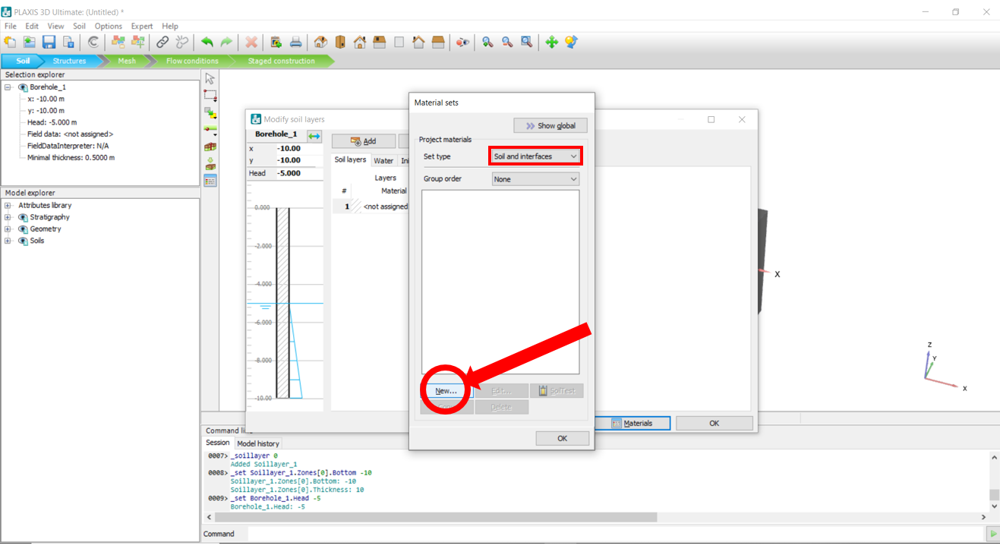 PLAXIS 3D Ultimate: (Untitled) *
File Edit View Soil Options Expert Help
Soil Structures Mesh Flow conditions Staged construction
Selection explorer
Borehole_1
x: -10.00 m
y: -10.00 m
Head: -5.000 m
Field data: <not assigned>
FieldDataInterpreter: N/A
Minimal thickness: 0.5000 m
Model explorer
Attributes library
Stratigraphy
Geometry
Soils
Modify soil layers
Borehole_1
x -10.00
y -10.00
Head -5.000
0.000
-2.000
-4.000
-6.000
-8.000
-10.00
Add
Soil layers Water Ini
Layers
# Material
1 <not assigned
Material sets
Show global
Project materials
Set type Soil and interfaces
Group order None
New... Edit... SoilTest
Delete
OK
Materials OK
X
Z
Y
X
Command line
Session Model history
0007> _soillayer 0
Added Soillayer_1
0008> _set Soillayer_1.Zones[0].Bottom -10
Soillayer_1.Zones[0].Bottom: -10
Soillayer_1.Zones[0].Thickness: 10
0009> _set Borehole_1.Head -5
Borehole_1.Head: -5
Command